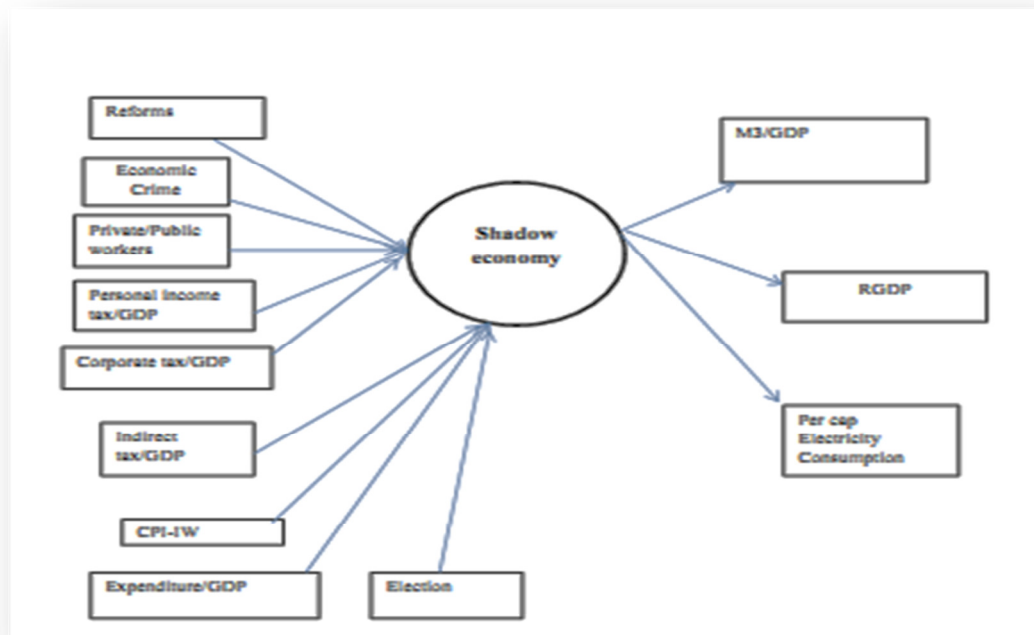 Reforms
Economic
Crime
Private/Public
workers
Personal income
tax/GDP
Corporate tax/GDP
Indirect
tax/GDP
CPI-IW
Expenditure/GDP
Election
Shadow
economy
M3/GDP
RGDP
Per cap
Electricity
Consumption